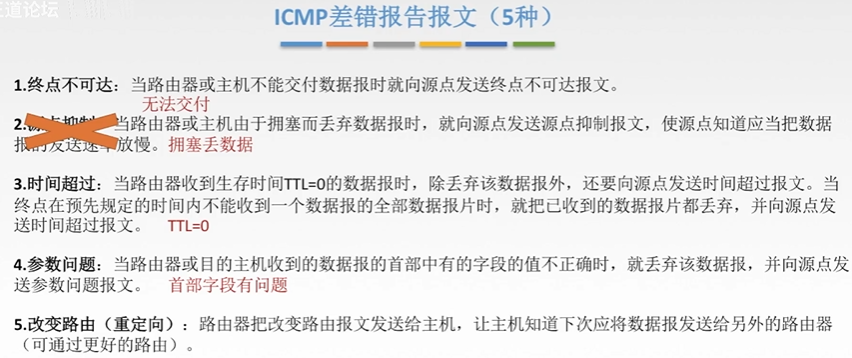 道论坛
ICMP差错报告报文（5种）
1.终点不可达：当路由器或主机不能交付数据报时就向源点发送终点不可达报文。
无法交付
2.源点抑制：当路由器或主机由于拥塞而丢弃数据报时，就向源点发送源点抑制报文，使源点知道应当把数据
报的发送速率放慢。拥塞丢数据
3.时间超过：当路由器收到生存时间TTL=0的数据报时，除丢弃该数据报外，还要向源点发送时间超过报文。当
终点在预先规定的时间内不能收到一个数据报的全部数据报片时，就把已收到的数据报片都丢弃，并向源点发
送时间超过报文。 TTL=0
4.参数问题：当路由器或目的主机收到的数据报的首部中有的字段的值不正确时，就丢弃该数据报，并向源点发
送参数问题报文。 首部字段有问题
5.改变路由（重定向）：路由器把改变路由报文发送给主机，让主机知道下次应将数据报发送给另外的路由器
（可通过更好的路由）。